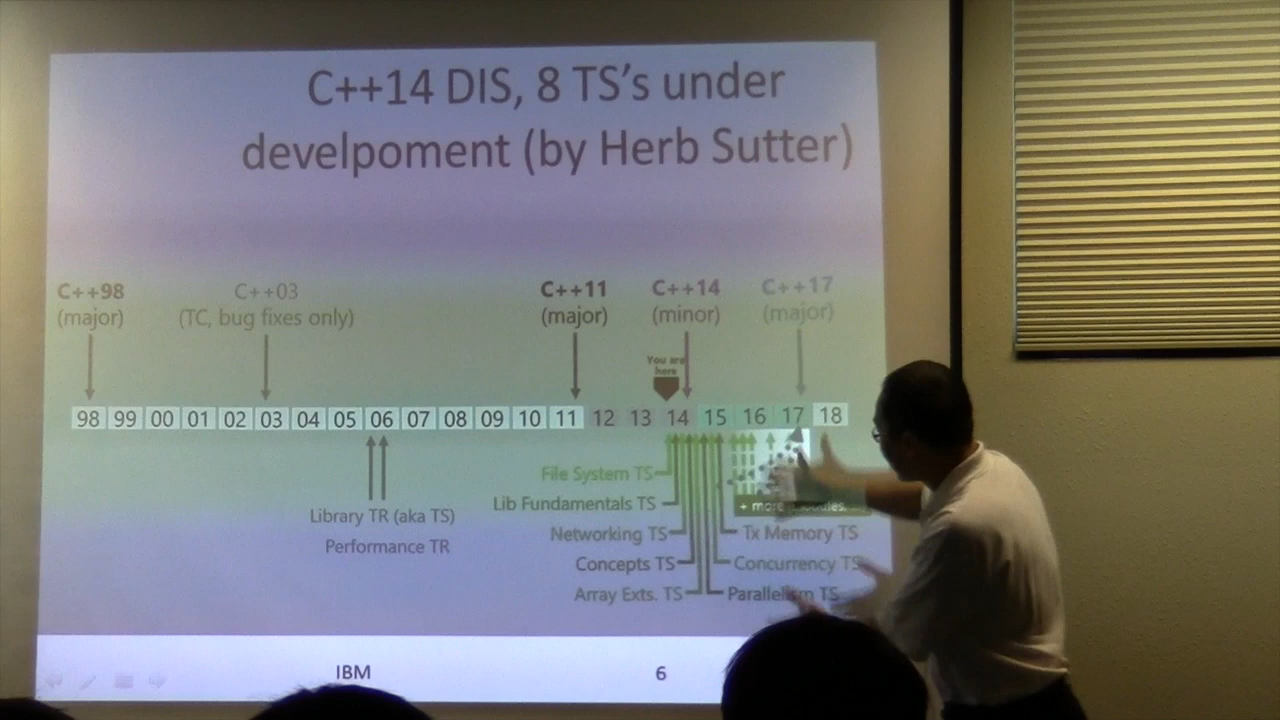 C++14 DIS, 8 TS's under
develpoment (by Herb Sutter)
C++98
(major)
C++03
(TC, bug fixes only)
C++11
(major)
C++14
(minor)
C++17
(major)
You are
here
98 99 00 01 02 03 04 05 06 07 08 09 10 11 12 13 14 15 16 17 18
Library TR (aka TS)
Performance TR
File System TS
Lib Fundamentals TS
Networking TS
Concepts TS
Array Exts. TS
+ more
Tx Memory TS
Concurrency TS
Parallelism TS
IBM
6